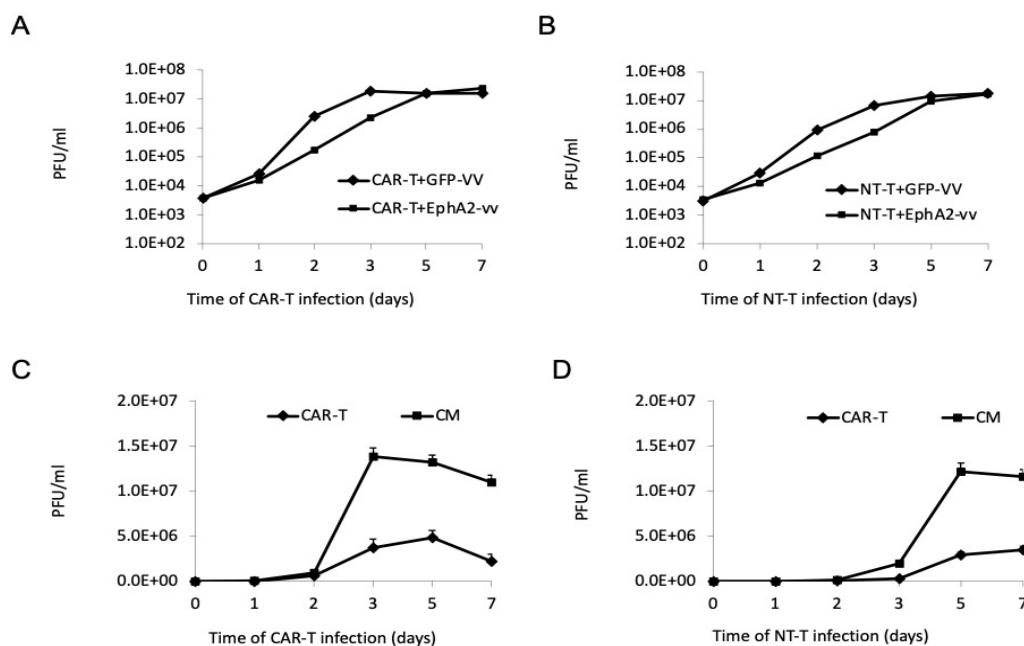 A
1.0E+08
1.0E+07
1.0E+06
1.0E+05
1.0E+04
1.0E+03
1.0E+02
PFU/ml
CAR-T+GFP-VV
CAR-T+EphA2-vv
0 1 2 3 5 7
Time of CAR-T infection (days)
B
1.0E+08
1.0E+07
1.0E+06
1.0E+05
1.0E+04
1.0E+03
1.0E+02
PFU/ml
NT-T+GFP-VV
NT-T+EphA2-vv
0 1 2 3 5 7
Time of NT-T infection (days)
C
2.0E+07
1.5E+07
1.0E+07
5.0E+06
0.0E+00
PFU/ml
CAR-T CM
0 1 2 3 5 7
Time of CAR-T infection (days)
D
2.0E+07
1.5E+07
1.0E+07
5.0E+06
0.0E+00
PFU/ml
CAR-T CM
0 1 2 3 5 7
Time of NT-T infection (days)